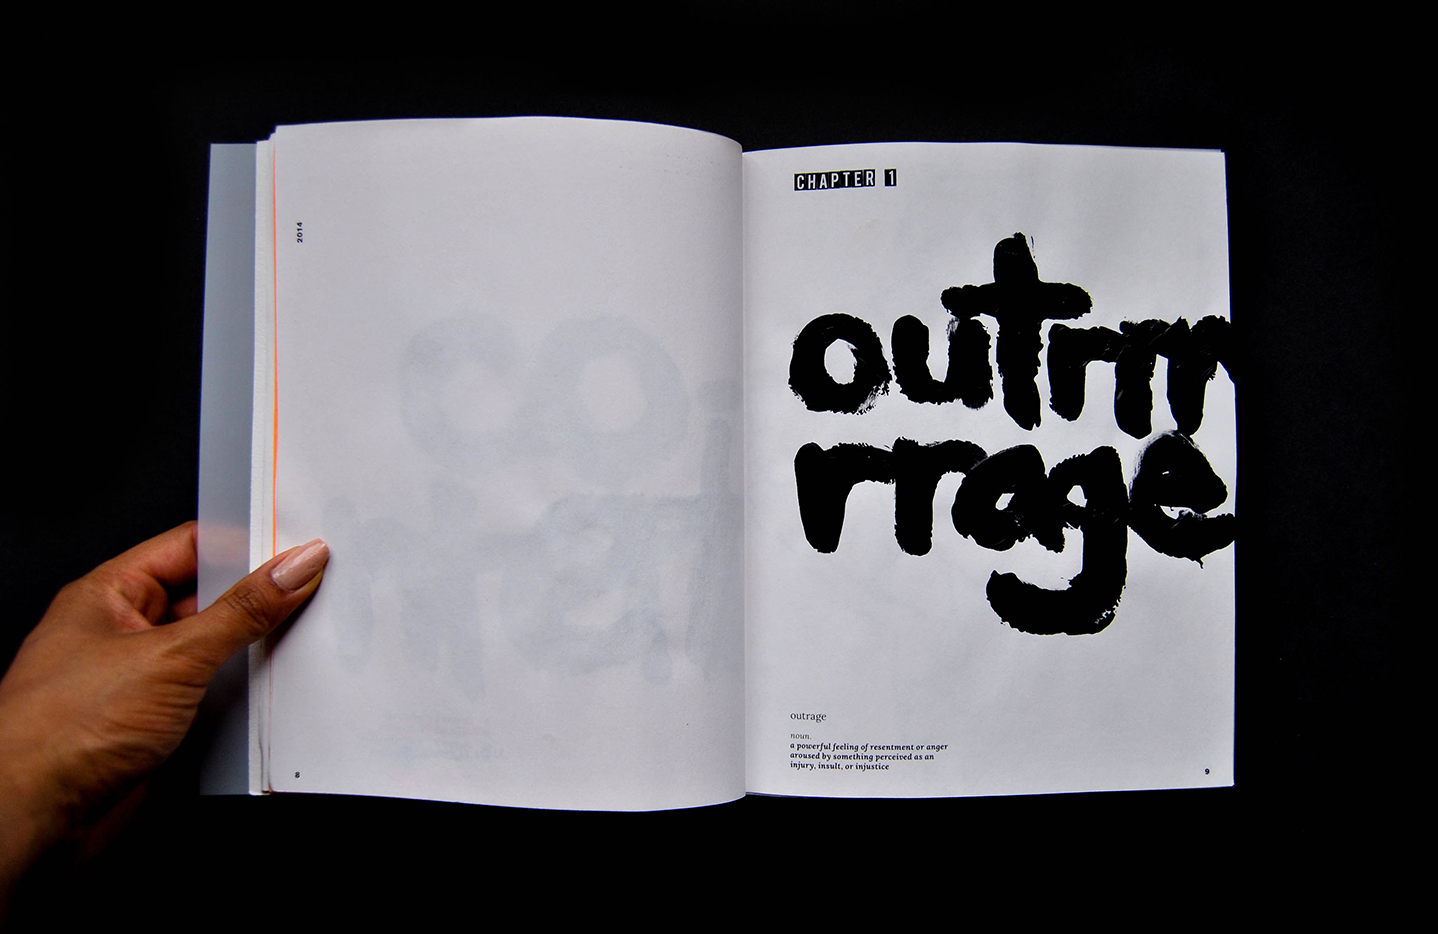 2014
8
CHAPTER 1
outrrr
rrage
outrage
noun.
a powerful feeling of resentment or anger
aroused by something perceived as an
injury, insult, or injustice
9